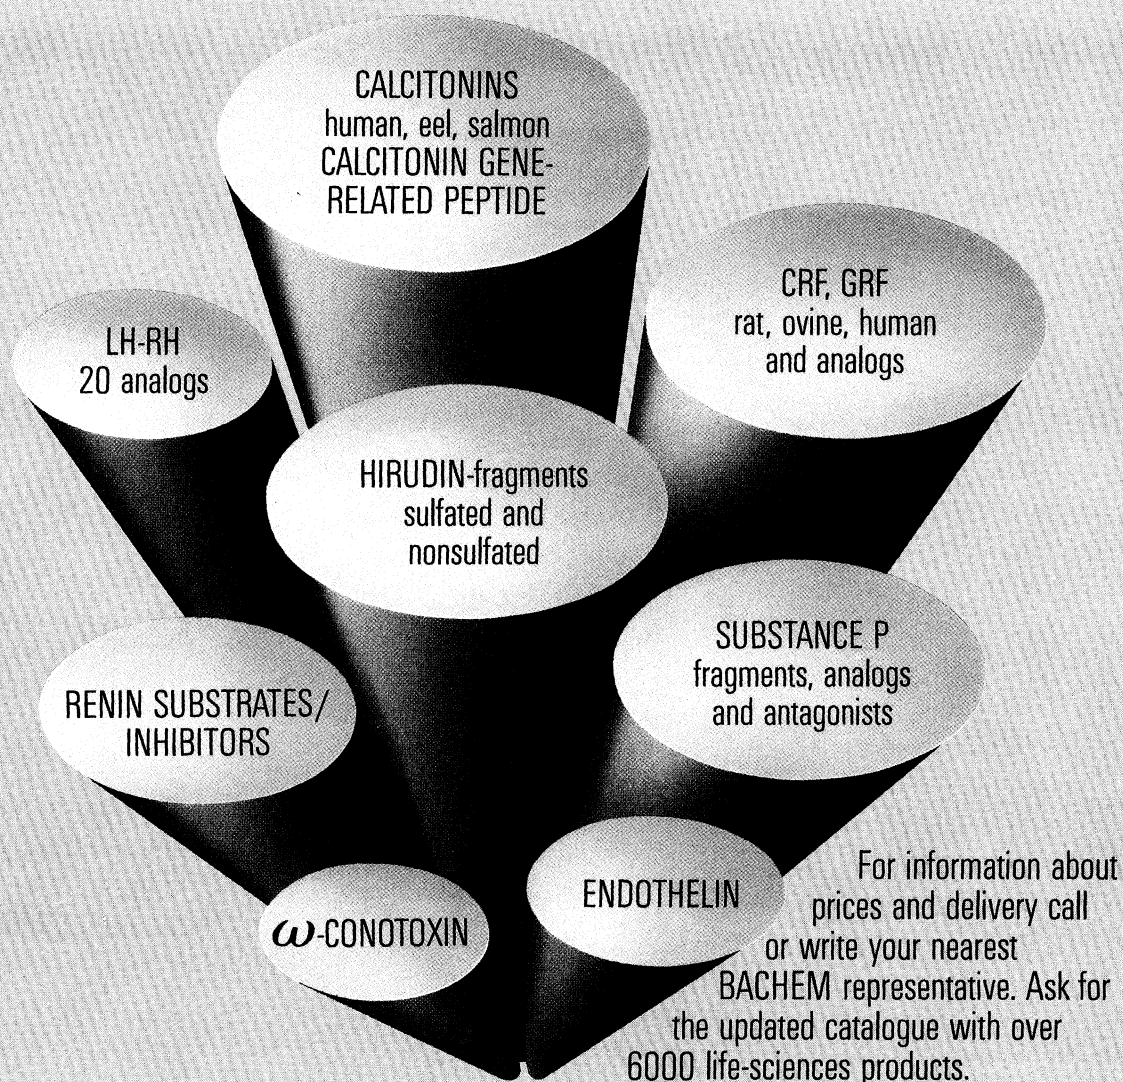 CALCITONINS
human, eel, salmon
CALCITONIN GENE-
RELATED PEPTIDE
CRF, GRF
rat, ovine, human
and analogs
LH-RH
20 analogs
HIRUDIN-fragments
sulfated and
nonsulfated
SUBSTANCE P
fragments, analogs
and antagonists
RENIN SUBSTRATES/
INHIBITORS
ENDOTHELIN
ω-CONOTOXIN
For information about
prices and delivery call
or write your nearest
BACHEM representative. Ask for
the updated catalogue with over
6000 life-sciences products.